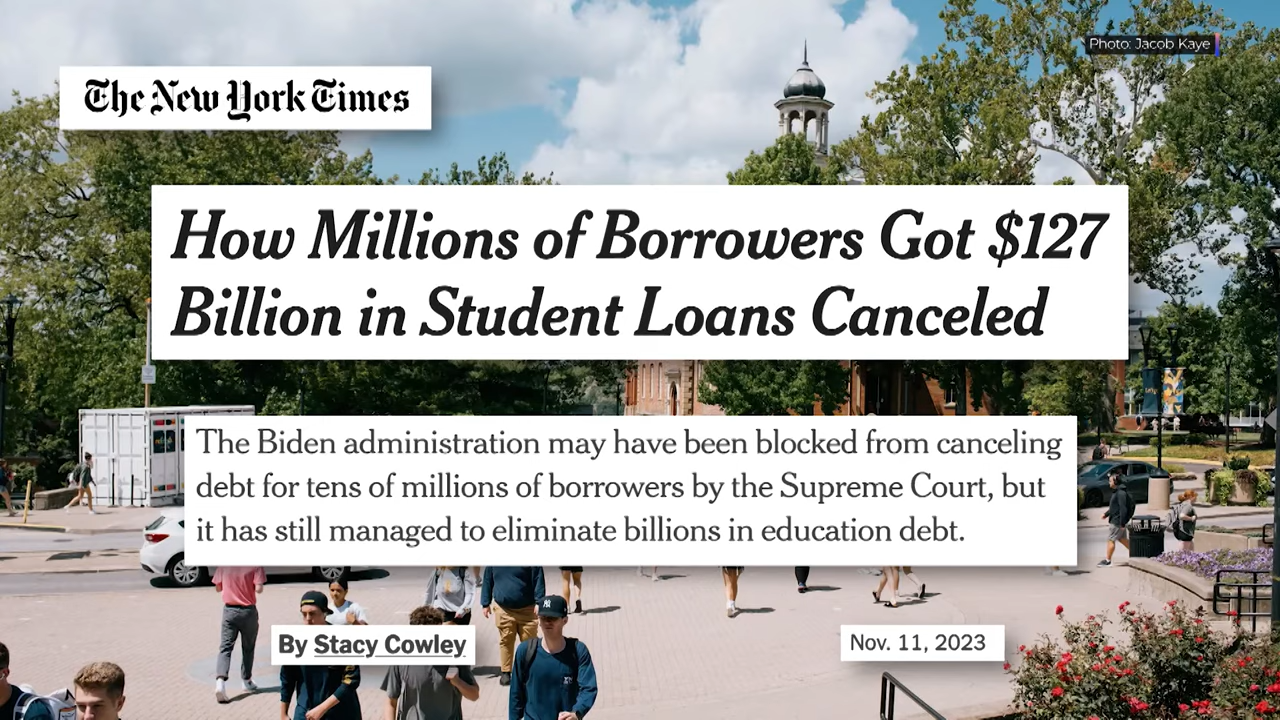 Photo: Jacob Kaye
The New York Times
How Millions of Borrowers Got $127
Billion in Student Loans Canceled
The Biden administration may have been blocked from canceling
debt for tens of millions of borrowers by the Supreme Court, but
it has still managed to eliminate billions in education debt.
By Stacy Cowley
Nov. 11, 2023